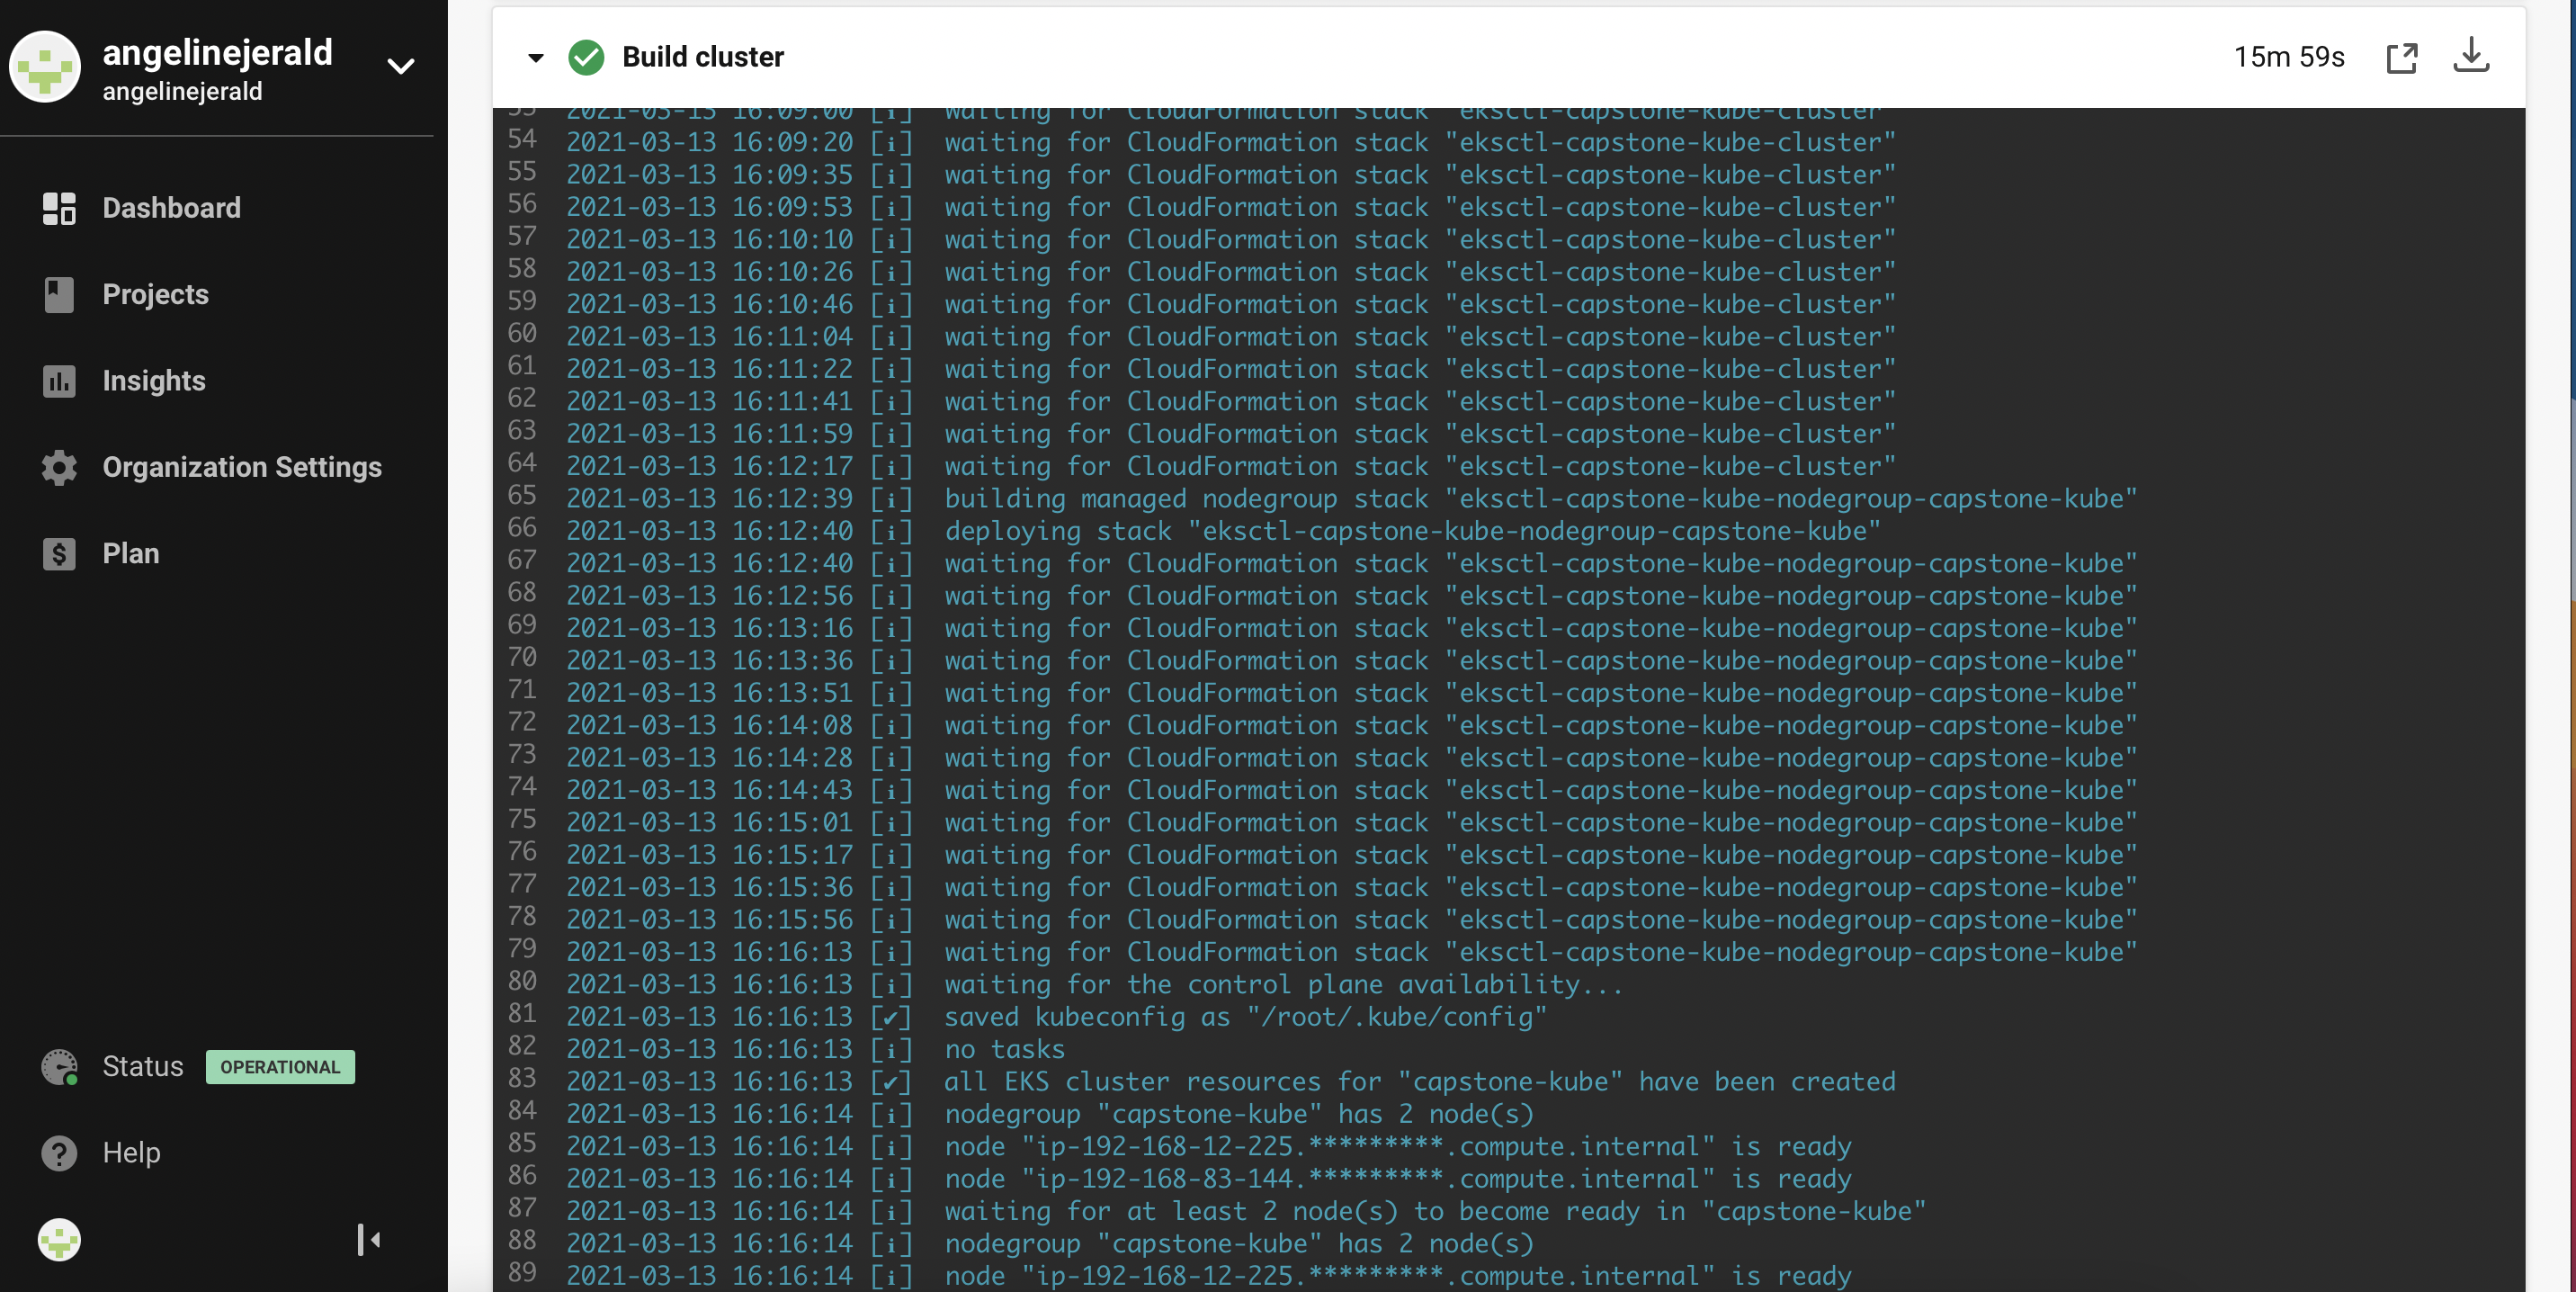 angelinejerald
angelinejerald
Dashboard
Projects
Insights
Organization Settings
Plan
Status OPERATIONAL
Help
Build cluster 15m 59s
53 2021-03-13 16:09:00 [i] waiting for CloudFormation stack "eksctl-capstone-kube-cluster"
54 2021-03-13 16:09:20 [i] waiting for CloudFormation stack "eksctl-capstone-kube-cluster"
55 2021-03-13 16:09:35 [i] waiting for CloudFormation stack "eksctl-capstone-kube-cluster"
56 2021-03-13 16:09:53 [i] waiting for CloudFormation stack "eksctl-capstone-kube-cluster"
57 2021-03-13 16:10:10 [i] waiting for CloudFormation stack "eksctl-capstone-kube-cluster"
58 2021-03-13 16:10:26 [i] waiting for CloudFormation stack "eksctl-capstone-kube-cluster"
59 2021-03-13 16:10:46 [i] waiting for CloudFormation stack "eksctl-capstone-kube-cluster"
60 2021-03-13 16:11:04 [i] waiting for CloudFormation stack "eksctl-capstone-kube-cluster"
61 2021-03-13 16:11:22 [i] waiting for CloudFormation stack "eksctl-capstone-kube-cluster"
62 2021-03-13 16:11:41 [i] waiting for CloudFormation stack "eksctl-capstone-kube-cluster"
63 2021-03-13 16:11:59 [i] waiting for CloudFormation stack "eksctl-capstone-kube-cluster"
64 2021-03-13 16:12:17 [i] waiting for CloudFormation stack "eksctl-capstone-kube-cluster"
65 2021-03-13 16:12:39 [i] building managed nodegroup stack "eksctl-capstone-kube-nodegroup-capstone-kube"
66 2021-03-13 16:12:40 [i] deploying stack "eksctl-capstone-kube-nodegroup-capstone-kube"
67 2021-03-13 16:12:40 [i] waiting for CloudFormation stack "eksctl-capstone-kube-nodegroup-capstone-kube"
68 2021-03-13 16:12:56 [i] waiting for CloudFormation stack "eksctl-capstone-kube-nodegroup-capstone-kube"
69 2021-03-13 16:13:16 [i] waiting for CloudFormation stack "eksctl-capstone-kube-nodegroup-capstone-kube"
70 2021-03-13 16:13:36 [i] waiting for CloudFormation stack "eksctl-capstone-kube-nodegroup-capstone-kube"
71 2021-03-13 16:13:51 [i] waiting for CloudFormation stack "eksctl-capstone-kube-nodegroup-capstone-kube"
72 2021-03-13 16:14:08 [i] waiting for CloudFormation stack "eksctl-capstone-kube-nodegroup-capstone-kube"
73 2021-03-13 16:14:28 [i] waiting for CloudFormation stack "eksctl-capstone-kube-nodegroup-capstone-kube"
74 2021-03-13 16:14:43 [i] waiting for CloudFormation stack "eksctl-capstone-kube-nodegroup-capstone-kube"
75 2021-03-13 16:15:01 [i] waiting for CloudFormation stack "eksctl-capstone-kube-nodegroup-capstone-kube"
76 2021-03-13 16:15:17 [i] waiting for CloudFormation stack "eksctl-capstone-kube-nodegroup-capstone-kube"
77 2021-03-13 16:15:36 [i] waiting for CloudFormation stack "eksctl-capstone-kube-nodegroup-capstone-kube"
78 2021-03-13 16:15:56 [i] waiting for CloudFormation stack "eksctl-capstone-kube-nodegroup-capstone-kube"
79 2021-03-13 16:16:13 [i] waiting for CloudFormation stack "eksctl-capstone-kube-nodegroup-capstone-kube"
80 2021-03-13 16:16:13 [i] waiting for the control plane availability...
81 2021-03-13 16:16:13 [✔] saved kubeconfig as "/root/.kube/config"
82 2021-03-13 16:16:13 [i] no tasks
83 2021-03-13 16:16:13 [✔] all EKS cluster resources for "capstone-kube" have been created
84 2021-03-13 16:16:14 [i] nodegroup "capstone-kube" has 2 node(s)
85 2021-03-13 16:16:14 [i] node "ip-192-168-12-225.*********.compute.internal" is ready
86 2021-03-13 16:16:14 [i] node "ip-192-168-83-144.*********.compute.internal" is ready
87 2021-03-13 16:16:14 [i] waiting for at least 2 node(s) to become ready in "capstone-kube"
88 2021-03-13 16:16:14 [i] nodegroup "capstone-kube" has 2 node(s)
89 2021-03-13 16:16:14 [i] node "ip-192-168-12-225.*********.compute.internal" is ready